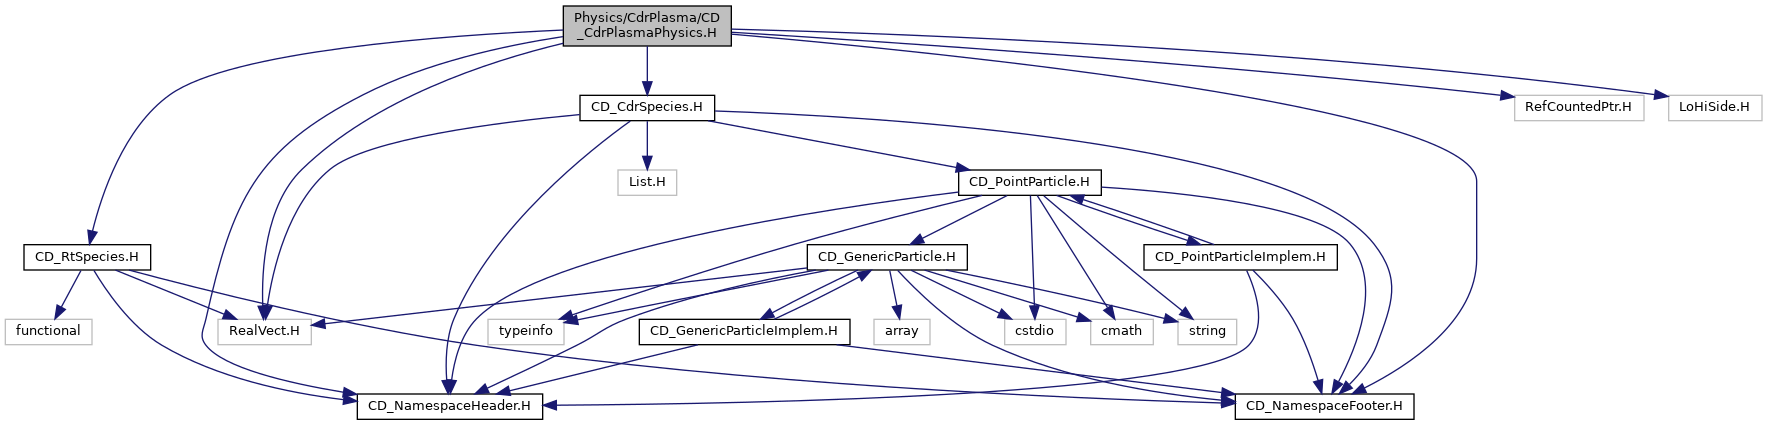 Physics/CdrPlasma/CD
_CdrPlasmaPhysics.H
CD_CdrSpecies.H
RefCountedPtr.H
LoHiSide.H
List.H
CD_PointParticle.H
CD_RtSpecies.H
CD_GenericParticle.H
CD_PointParticleImplem.H
functional
RealVect.H
typeinfo
CD_GenericParticleImplem.H
array
cstdio
cmath
string
CD_NamespaceHeader.H
CD_NamespaceFooter.H